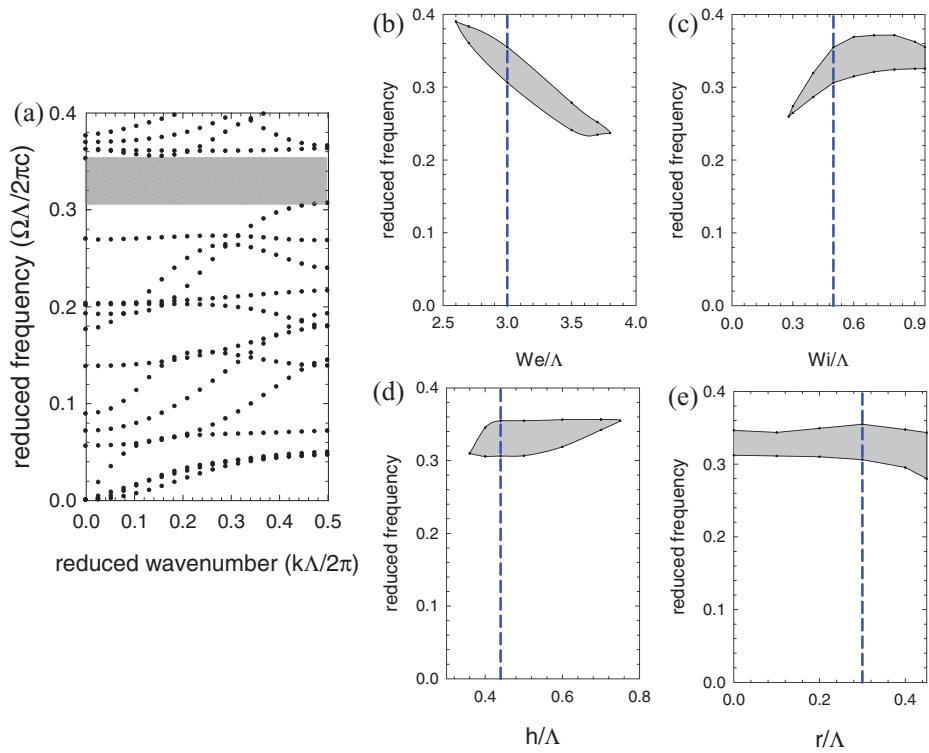 (a)
0.4
0.3
0.2
0.1
0.0
0.0 0.1 0.2 0.3 0.4 0.5
reduced frequency (ΩΛ/2πc)
reduced wavenumber (kΛ/2π)
(b)
0.4
0.3
0.2
0.1
0.0
2.5 3.0 3.5 4.0
reduced frequency
We/Λ
(c)
0.4
0.3
0.2
0.1
0.0
0.0 0.3 0.6 0.9
reduced frequency
Wi/Λ
(d)
0.4
0.3
0.2
0.1
0.0
0.4 0.6 0.8
reduced frequency
h/Λ
(e)
0.4
0.3
0.2
0.1
0.0
0.0 0.2 0.4
reduced frequency
r/Λ